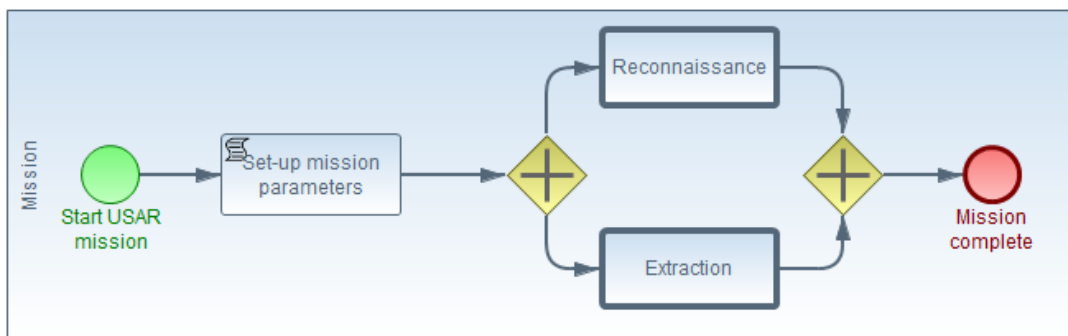 Mission
Start USAR
mission
Set-up mission
parameters
Reconnaissance
Extraction
Mission
complete